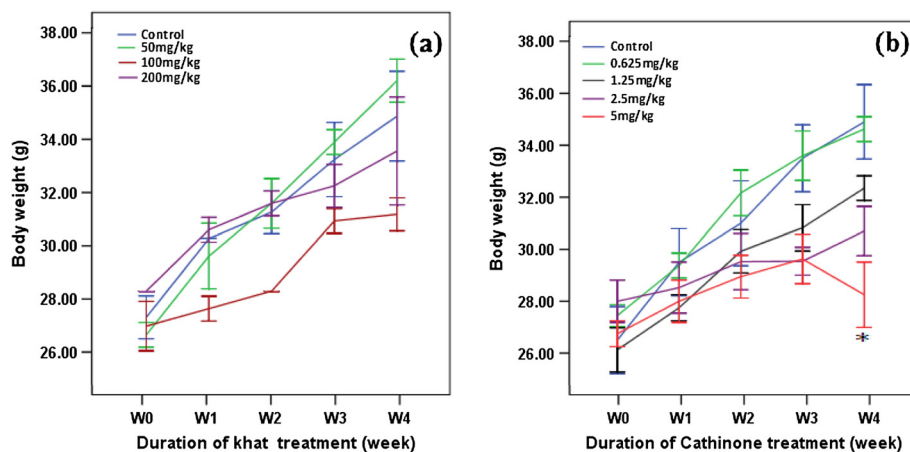 (a)
Control
50mg/kg
100mg/kg
200mg/kg
38.00
36.00
34.00
32.00
30.00
28.00
26.00
Body weight (g)
W0 W1 W2 W3 W4
Duration of khat treatment (week)
(b)
Control
0.625mg/kg
1.25mg/kg
2.5mg/kg
5mg/kg
38.00
36.00
34.00
32.00
30.00
28.00
26.00
Body weight (g)
*
W0 W1 W2 W3 W4
Duration of Cathinone treatment (week)